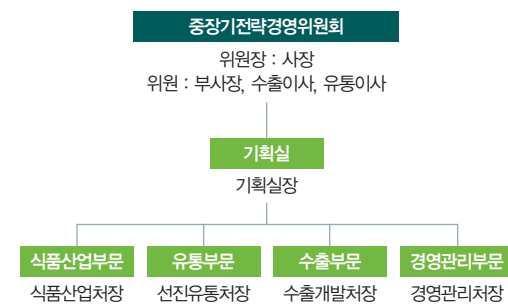 중장기전략경영위원회
위원장 : 사장
위원 : 부사장, 수출이사, 유통이사
기획실
기획실장
식품산업부문 유통부문 수출부문 경영관리부문
식품산업처장 선진유통처장 수출개발처장 경영관리처장